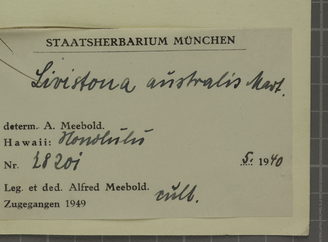 STAATSHERBARIUM MÜNCHEN
Livistona australis Mart.
determ. A. Meebold.
Hawaii: Honolulu
Nr. 28201 5. 1940
Leg. et ded. Alfred Meebold. cult.
Zugegangen 1949